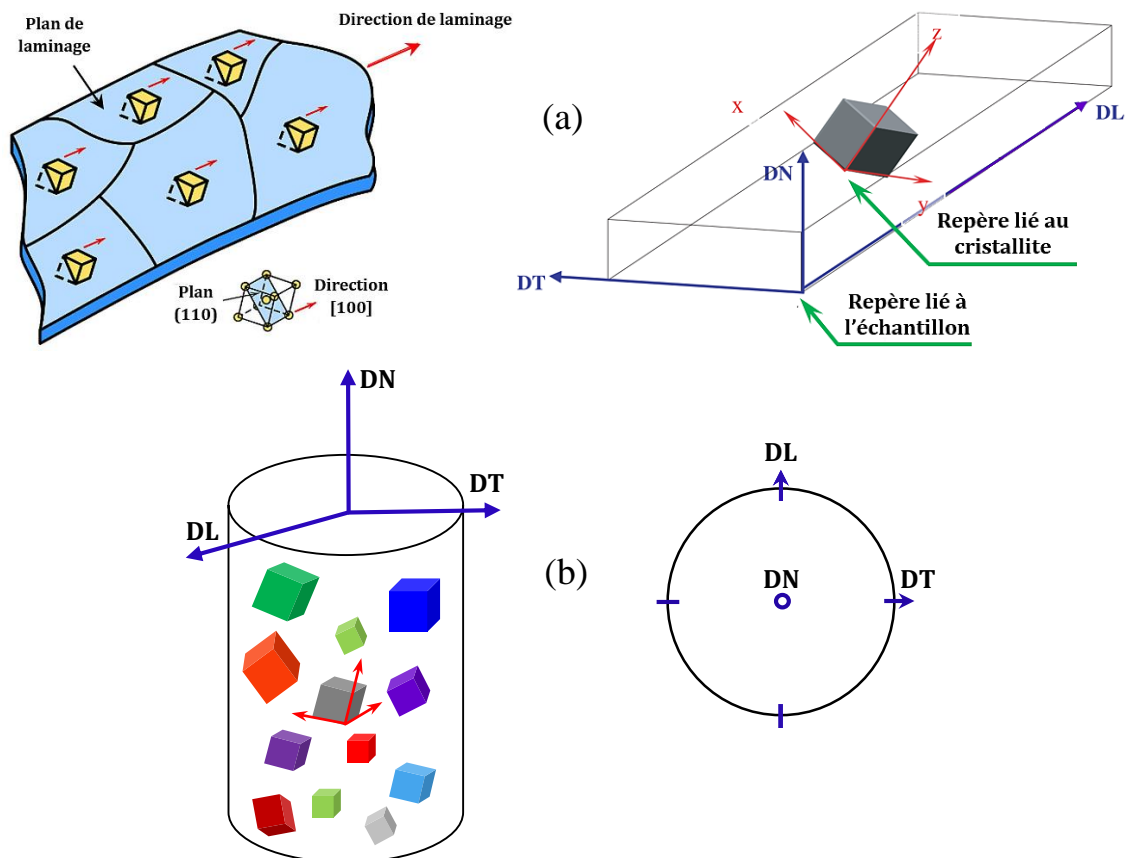 Plan de
laminage
Direction de laminage
Plan
(110)
Direction
[100]
(a)
z
x
y
DN
DL
DT
Repère lié au
cristallite
Repère lié à
l'échantillon
DN
DT
DL
(b)
DL
DN
DT